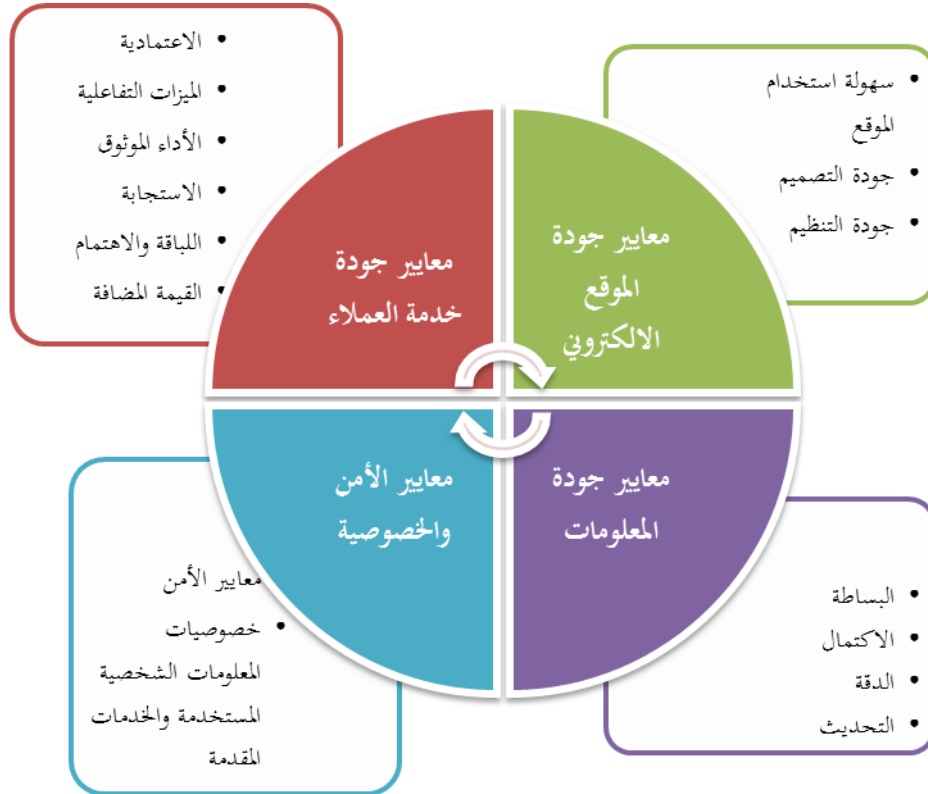 • سهولة استخدام
الموقع
• جودة التصميم
• جودة التنظيم
معايير جودة
الموقع
الالكتروني
• الاعتمادية
• الميزات التفاعلية
• الأداء الموثوق
• الاستجابة
• اللباقة والاهتمام
• القيمة المضافة
معايير جودة
خدمة العملاء
معايير جودة
المعلومات
• البساطة
• الاكتمال
• الدقة
• التحديث
معايير الأمن
والخصوصية
معايير الأمن
• خصوصيات
المعلومات الشخصية
المستخدمة والخدمات
المقدمة